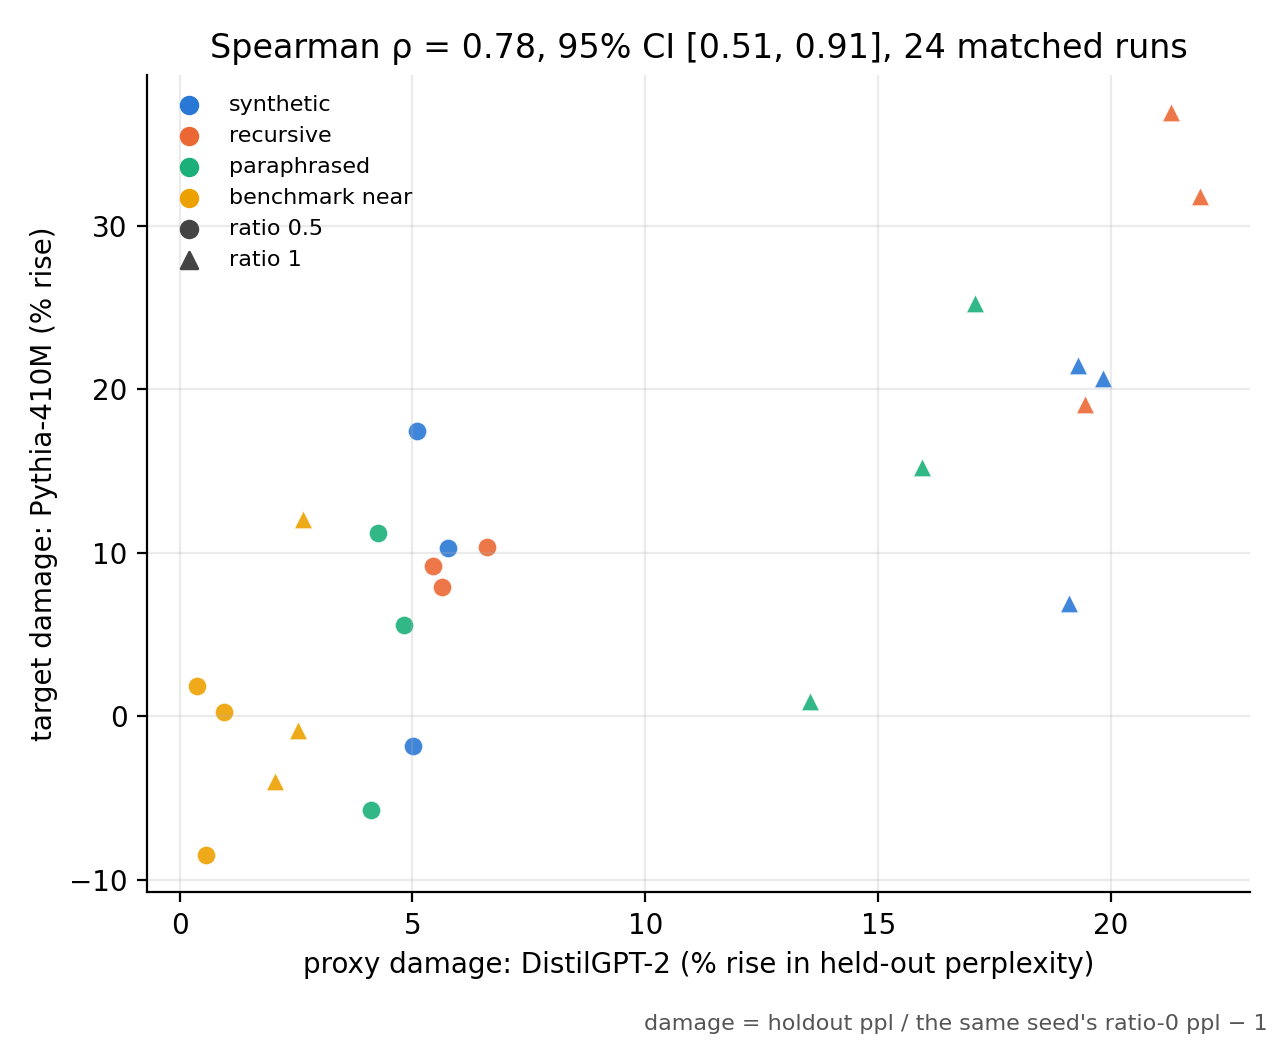 Spearman ρ = 0.78, 95% CI [0.51, 0.91], 24 matched runs
synthetic
recursive
paraphrased
benchmark near
ratio 0.5
ratio 1
target damage: Pythia-410M (% rise)
30
20
10
0
−10
0 5 10 15 20
proxy damage: DistilGPT-2 (% rise in held-out perplexity)
damage = holdout ppl / the same seed's ratio-0 ppl − 1